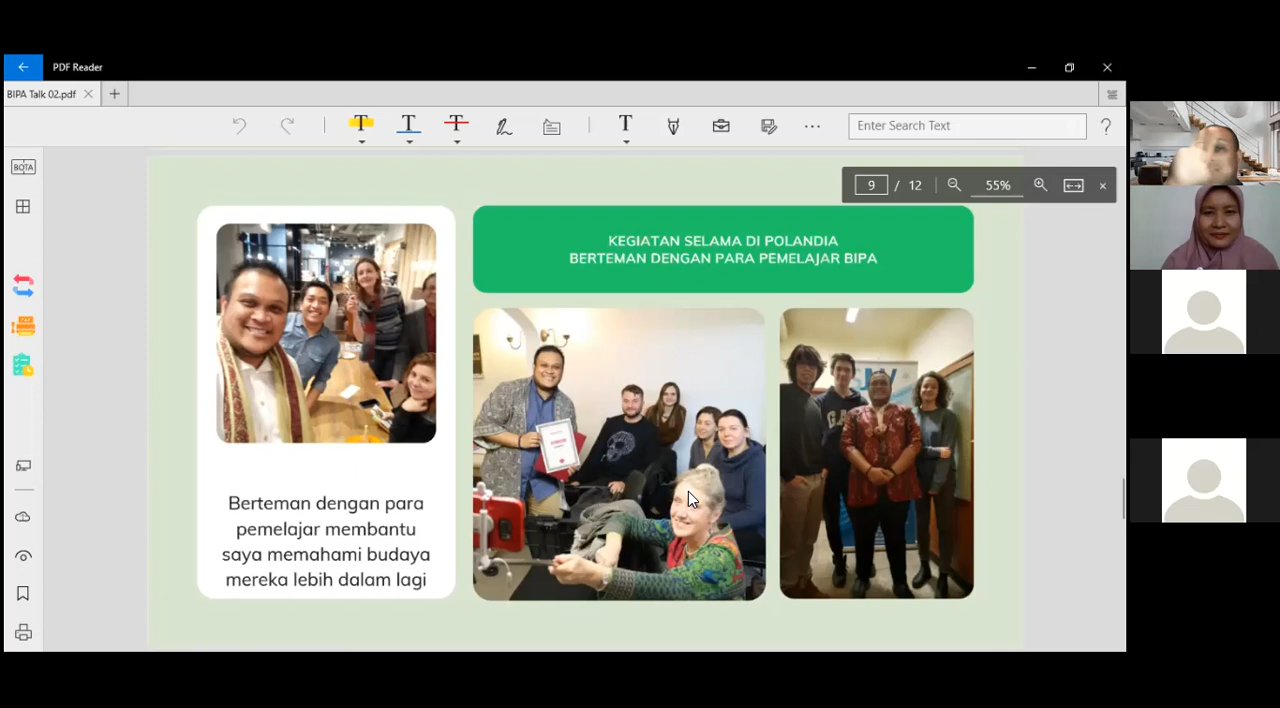 PDF Reader
BIPA Talk 02.pdf
T T T T
Enter Search Text
?
BOTA
9 / 12 55%
KEGIATAN SELAMA DI POLANDIA
BERTEMAN DENGAN PARA PEMELAJAR BIPA
Berteman dengan para
pemelajar membantu
saya memahami budaya
mereka lebih dalam lagi